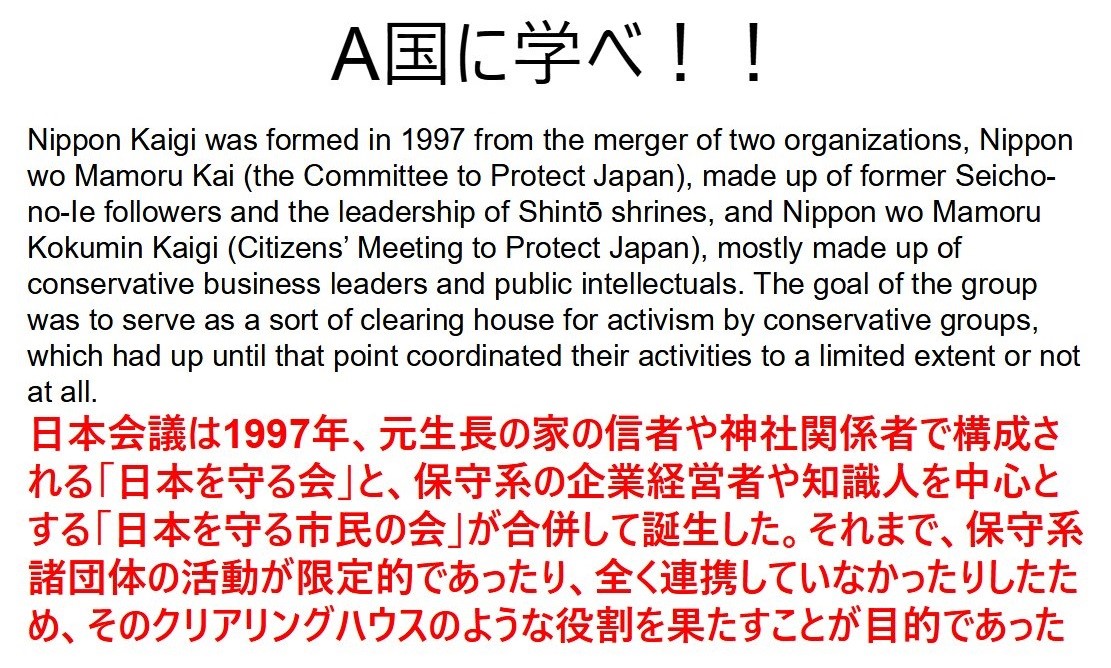 A国に学べ！！
Nippon Kaigi was formed in 1997 from the merger of two organizations, Nippon
wo Mamoru Kai (the Committee to Protect Japan), made up of former Seicho-
no-Ie followers and the leadership of Shintō shrines, and Nippon wo Mamoru
Kokumin Kaigi (Citizens’ Meeting to Protect Japan), mostly made up of
conservative business leaders and public intellectuals. The goal of the group
was to serve as a sort of clearing house for activism by conservative groups,
which had up until that point coordinated their activities to a limited extent or not
at all.
日本会議は1997年、元生長の家の信者や神社関係者で構成さ
れる「日本を守る会」と、保守系の企業経営者や知識人を中心と
する「日本を守る市民の会」が合併して誕生した。それまで、保守系
諸団体の活動が限定的であったり、全く連携していなかったりしたた
め、そのクリアリングハウスのような役割を果たすことが目的であった